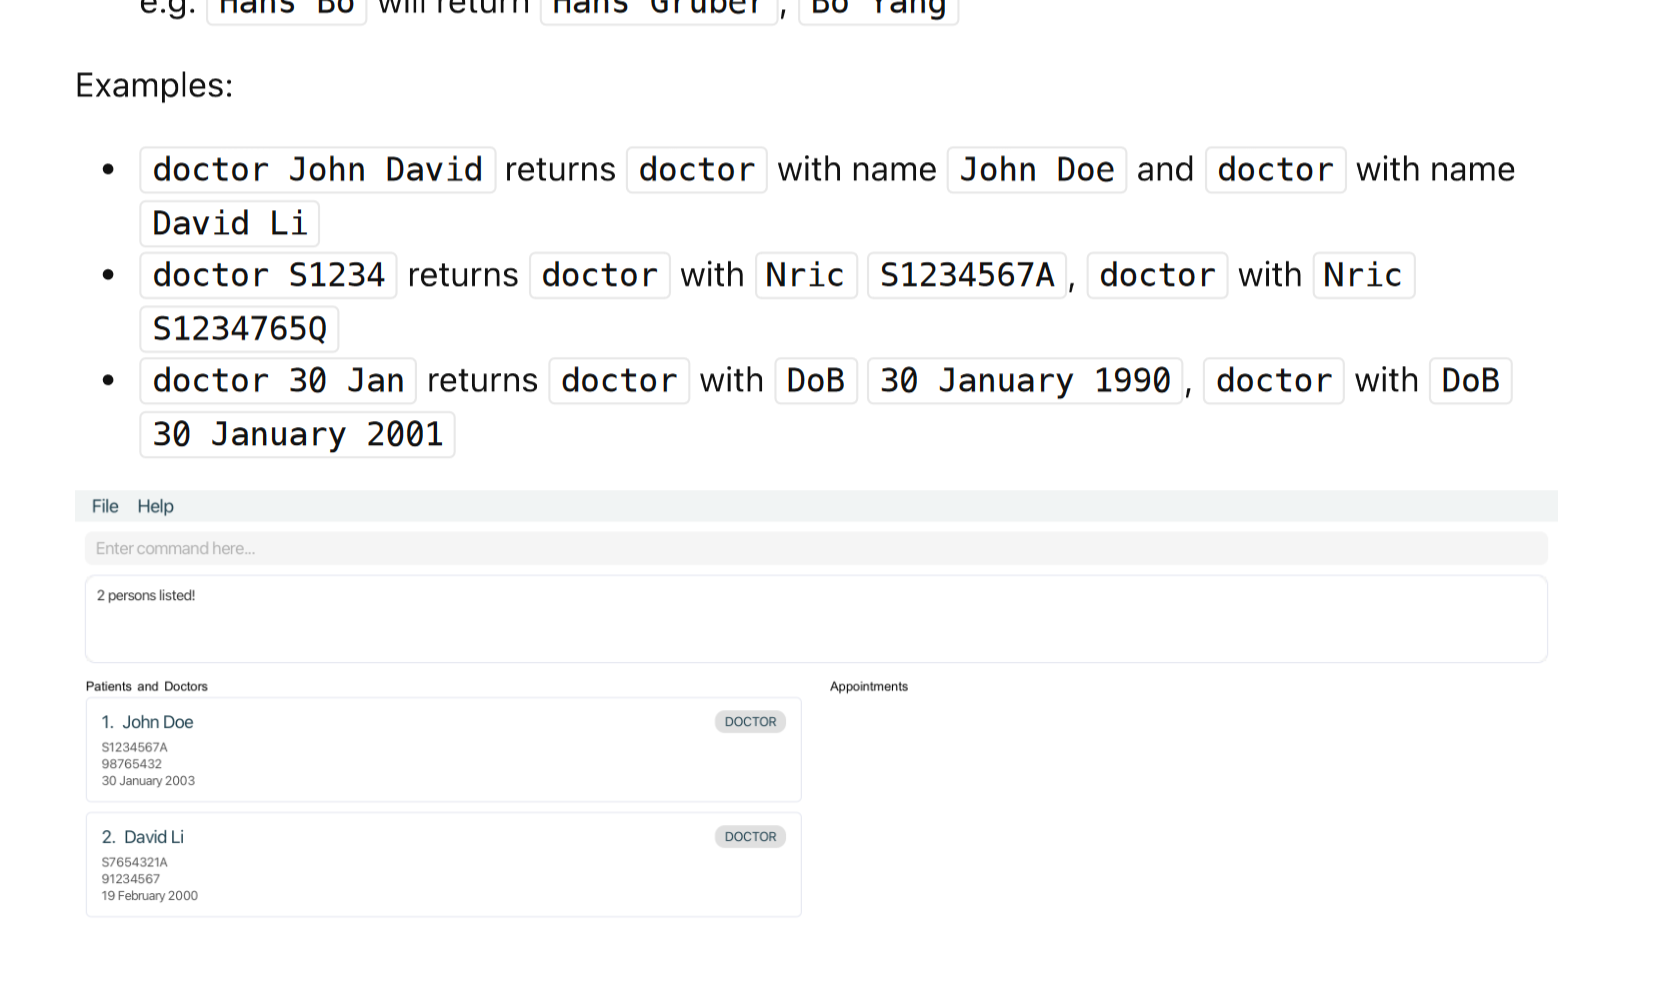 e.g. Hans Bo will return Hans Gruber, Bo Yang
Examples:
doctor John David returns doctor with name John Doe and doctor with name
David Li
doctor S1234 returns doctor with Nric S1234567A, doctor with Nric
S1234765Q
doctor 30 Jan returns doctor with DoB 30 January 1990, doctor with DoB
30 January 2001
File Help
Enter command here...
2 persons listed!
Patients and Doctors
1. John Doe DOCTOR
S1234567A
98765432
30 January 2003
2. David Li DOCTOR
S7654321A
91234567
19 February 2000
Appointments